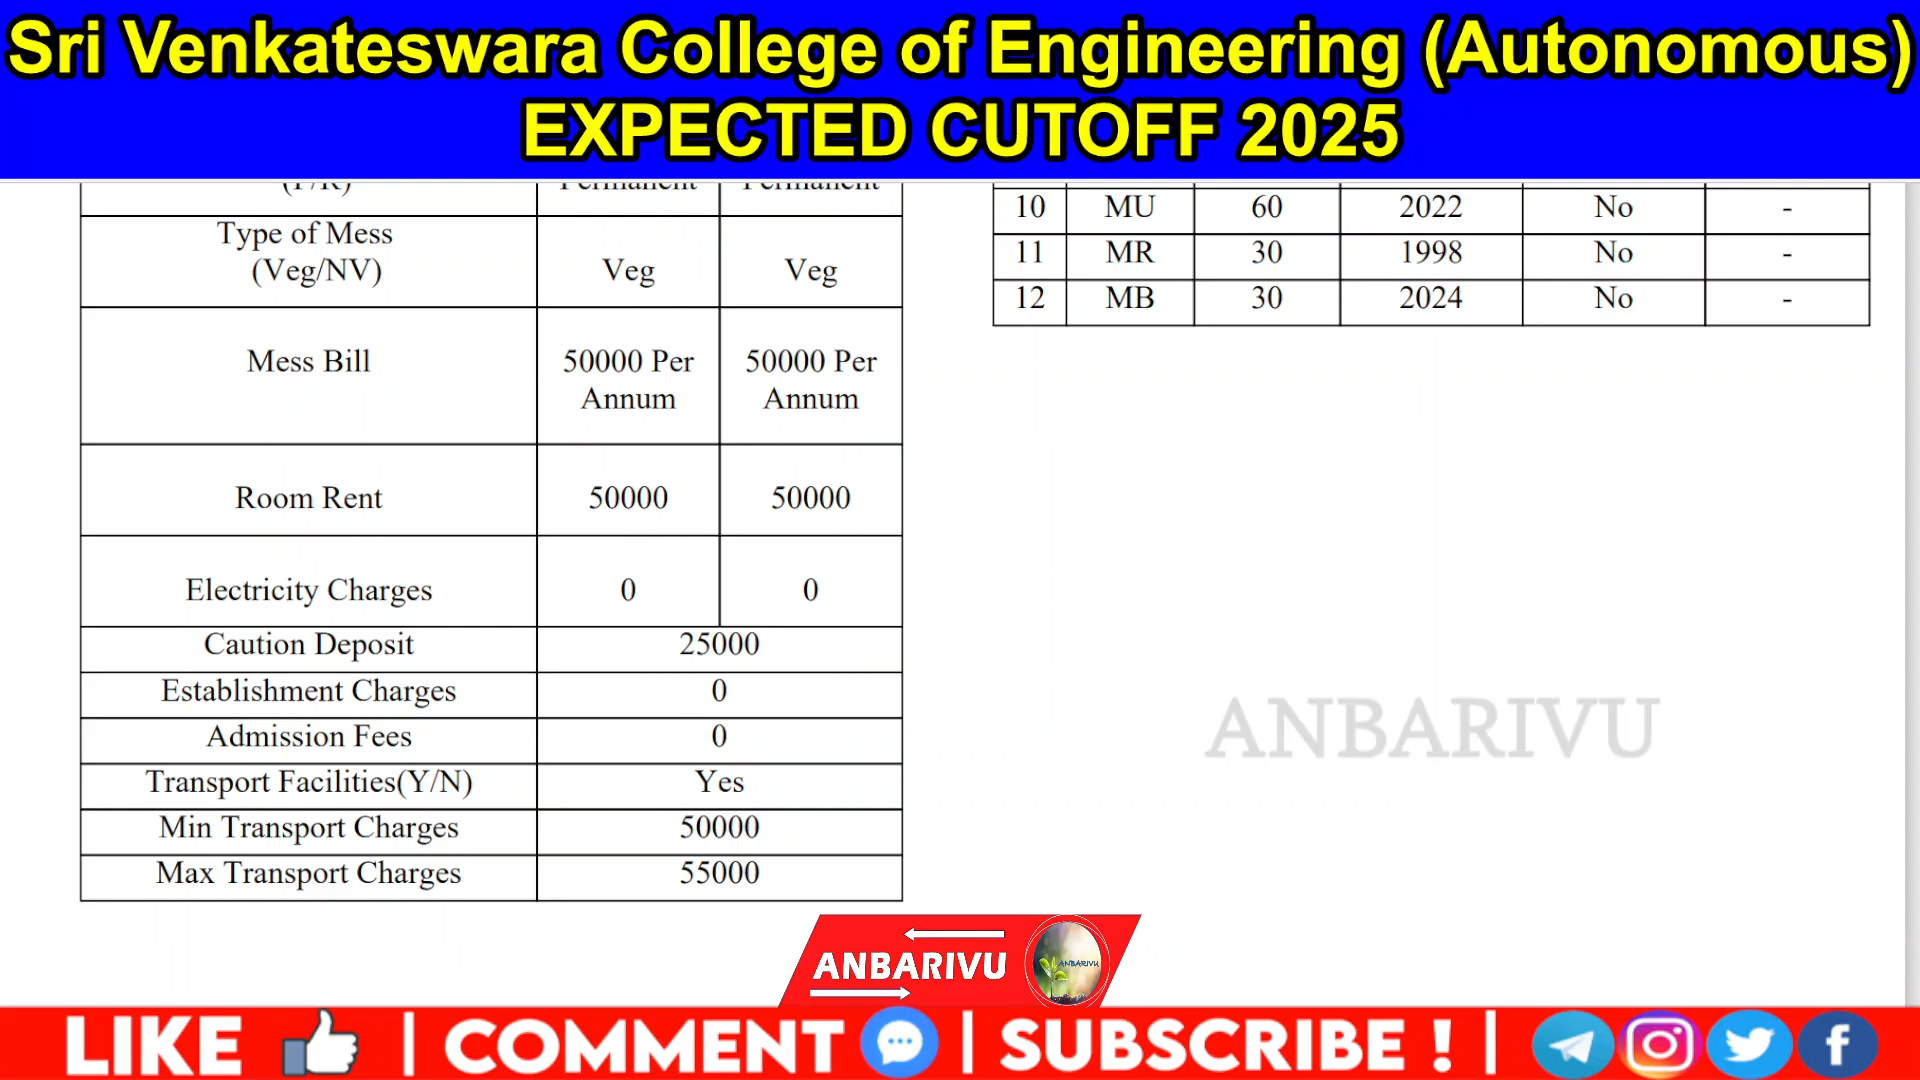 Sri Venkateswara College of Engineering (Autonomous)
EXPECTED CUTOFF 2025
(P/R) Permanent Permanent
Type of Mess
(Veg/NV) Veg Veg
Mess Bill 50000 Per 50000 Per
Annum Annum
Room Rent 50000 50000
Electricity Charges 0 0
Caution Deposit 25000
Establishment Charges 0
Admission Fees 0
Transport Facilities(Y/N) Yes
Min Transport Charges 50000
Max Transport Charges 55000
10 MU 60 2022 No -
11 MR 30 1998 No -
12 MB 30 2024 No -
ANBARIVU
ANBARIVU
ANBARIVU
LIKE | COMMENT | SUBSCRIBE ! |